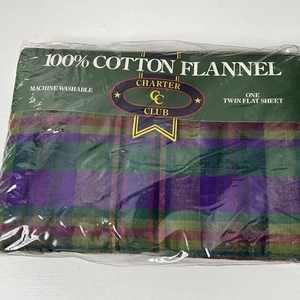 100% COTTON FLANNEL
MACHINE WASHABLE
CHARTER
CC
CLUB
ONE
TWIN FLAT SHEET